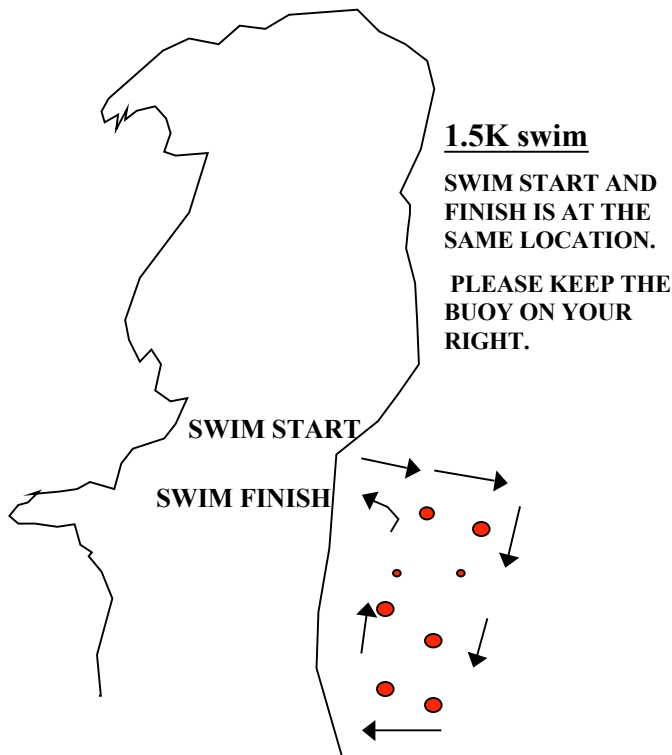 1.5K swim
SWIM START AND
FINISH IS AT THE
SAME LOCATION.
PLEASE KEEP THE
BUOY ON YOUR
RIGHT.
SWIM START
SWIM FINISH